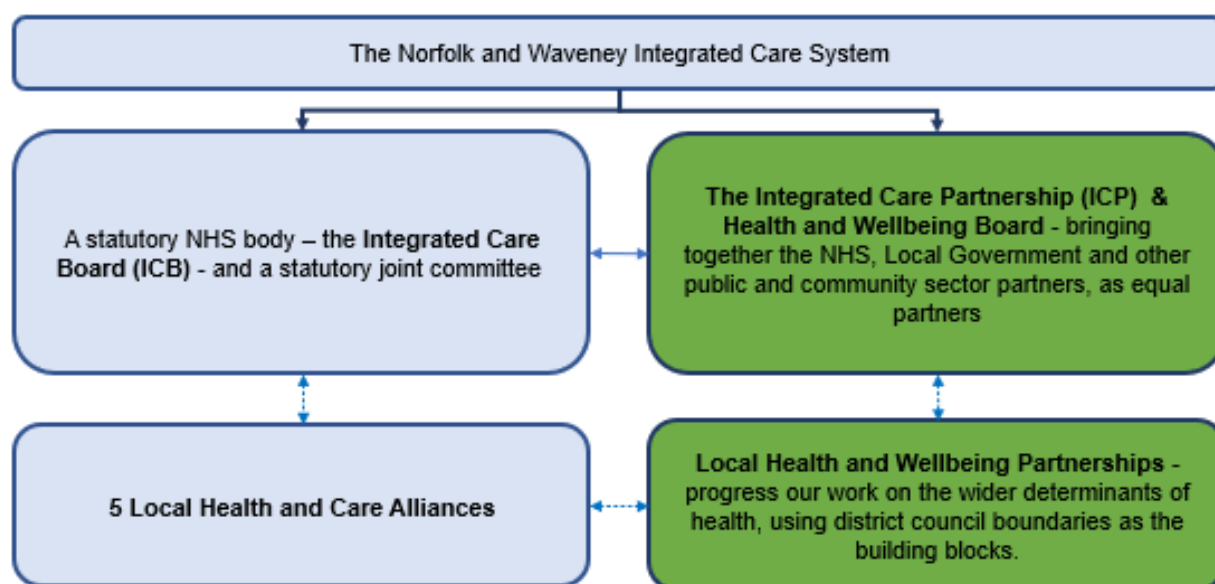 The Norfolk and Waveney Integrated Care System
A statutory NHS body – the Integrated Care
Board (ICB) - and a statutory joint committee
The Integrated Care Partnership (ICP) &
Health and Wellbeing Board - bringing
together the NHS, Local Government and other
public and community sector partners, as equal
partners
5 Local Health and Care Alliances
Local Health and Wellbeing Partnerships -
progress our work on the wider determinants of
health, using district council boundaries as the
building blocks.